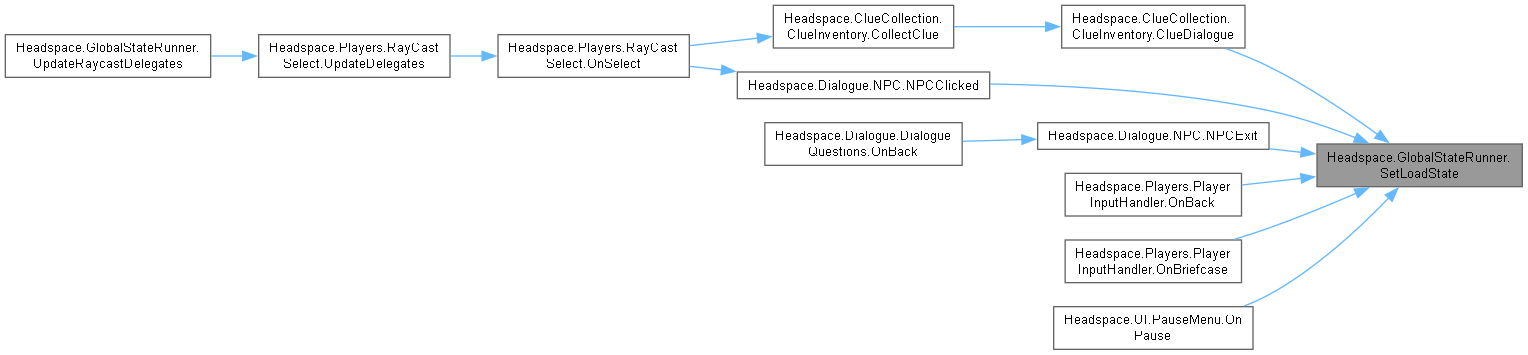 Headspace.GlobalStateRunner.
UpdateRaycastDelegates
Headspace.Players.RayCast
Select.UpdateDelegates
Headspace.Players.RayCast
Select.OnSelect
Headspace.ClueCollection.
ClueInventory.CollectClue
Headspace.ClueCollection.
ClueInventory.ClueDialogue
Headspace.Dialogue.NPC.NPCClicked
Headspace.Dialogue.Dialogue
Questions.OnBack
Headspace.Dialogue.NPC.NPCExit
Headspace.Players.Player
InputHandler.OnBack
Headspace.Players.Player
InputHandler.OnBriefcase
Headspace.UI.PauseMenu.On
Pause
Headspace.GlobalStateRunner.
SetLoadState